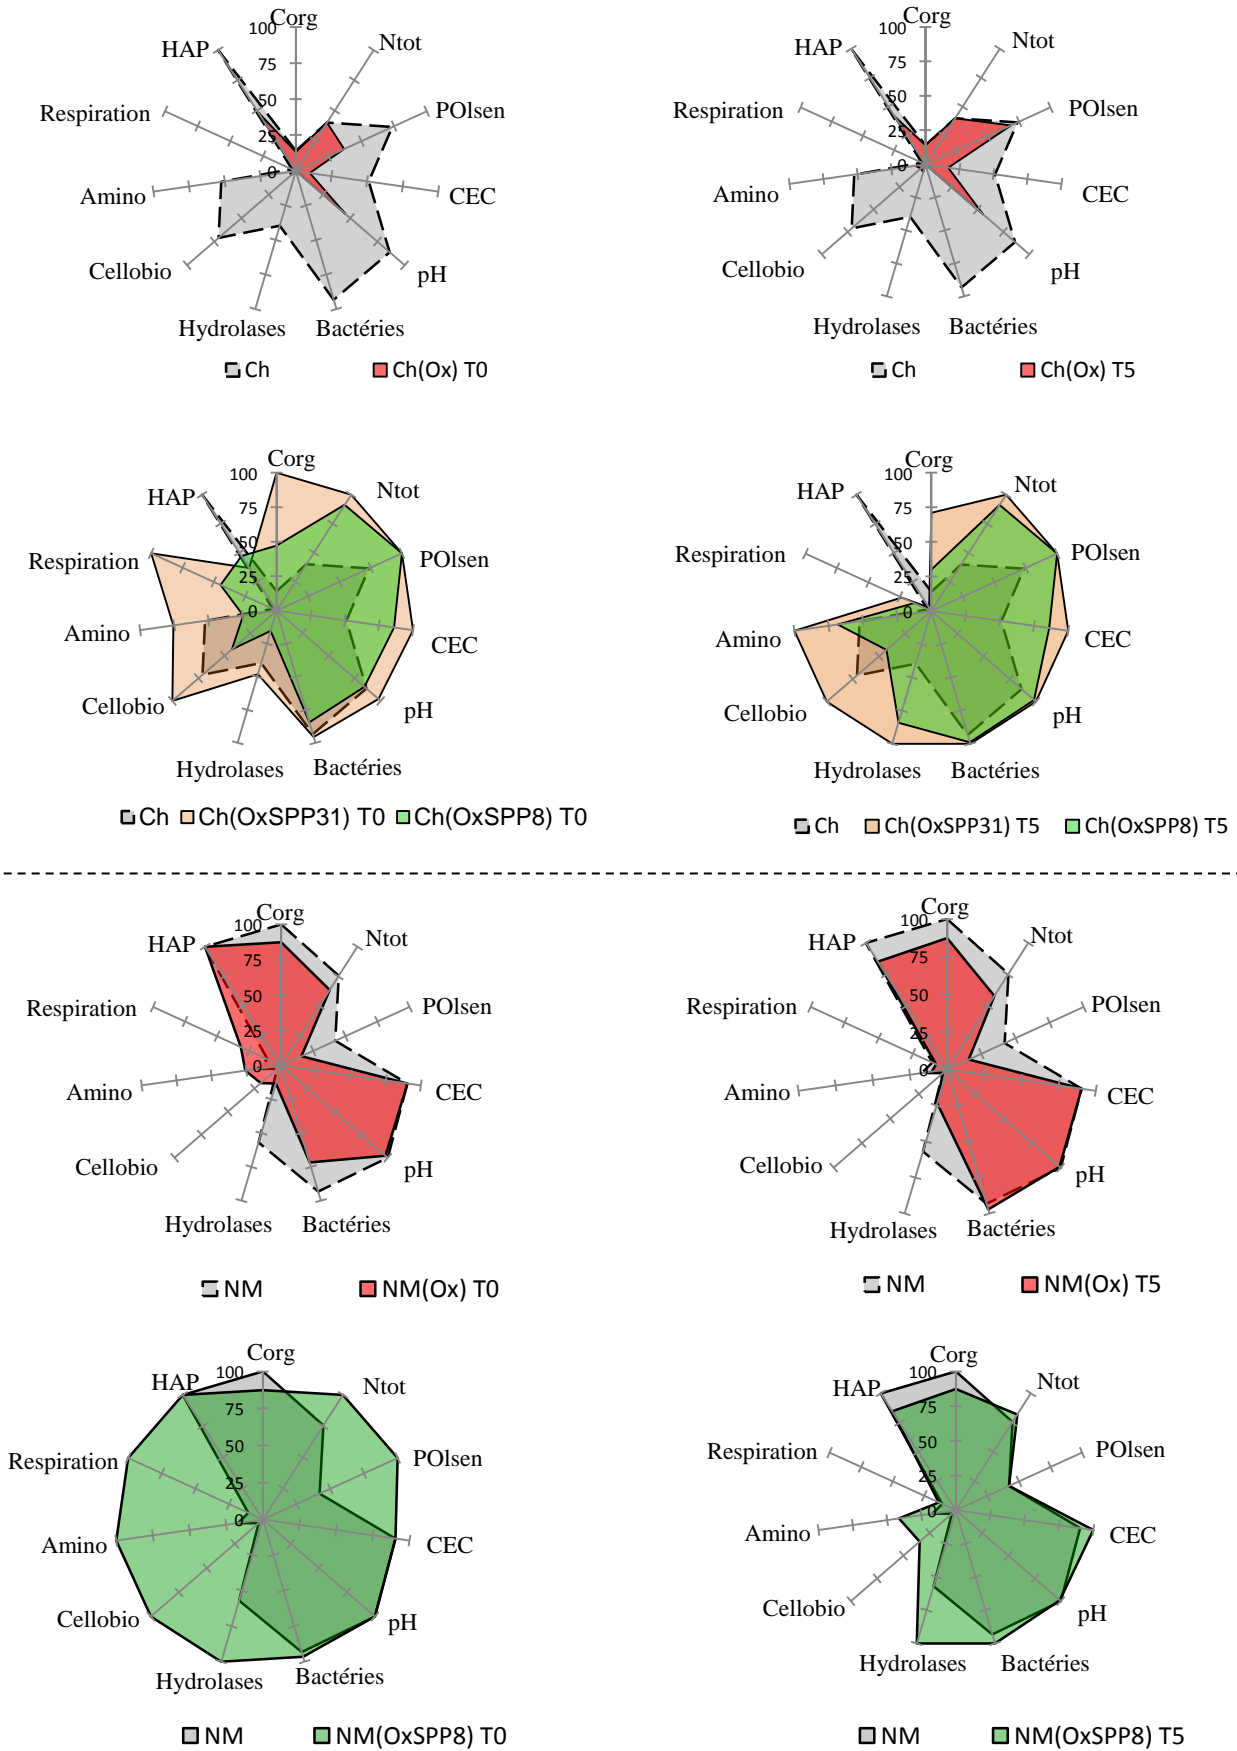 Corg
100
75
50
25
0
Ntot
POlsen
CEC
pH
Bactéries
Hydrolases
Cellobio
Amino
Respiration
HAP
Ch Ch(Ox) T0
Corg
100
75
50
25
0
Ntot
POlsen
CEC
pH
Bactéries
Hydrolases
Cellobio
Amino
Respiration
HAP
Ch Ch(Ox) T5
Corg
100
75
50
25
0
Ntot
POlsen
CEC
pH
Bactéries
Hydrolases
Cellobio
Amino
Respiration
HAP
Ch Ch(OxSPP31) T0 Ch(OxSPP8) T0
Corg
100
75
50
25
0
Ntot
POlsen
CEC
pH
Bactéries
Hydrolases
Cellobio
Amino
Respiration
HAP
Ch Ch(OxSPP31) T5 Ch(OxSPP8) T5
Corg
100
75
50
25
0
Ntot
POlsen
CEC
pH
Bactéries
Hydrolases
Cellobio
Amino
Respiration
HAP
NM NM(Ox) T0
Corg
100
75
50
25
0
Ntot
POlsen
CEC
pH
Bactéries
Hydrolases
Cellobio
Amino
Respiration
HAP
NM NM(Ox) T5
Corg
100
75
50
25
0
Ntot
POlsen
CEC
pH
Bactéries
Hydrolases
Cellobio
Amino
Respiration
HAP
NM NM(OxSPP8) T0
Corg
100
75
50
25
0
Ntot
POlsen
CEC
pH
Bactéries
Hydrolases
Cellobio
Amino
Respiration
HAP
NM NM(OxSPP8) T5